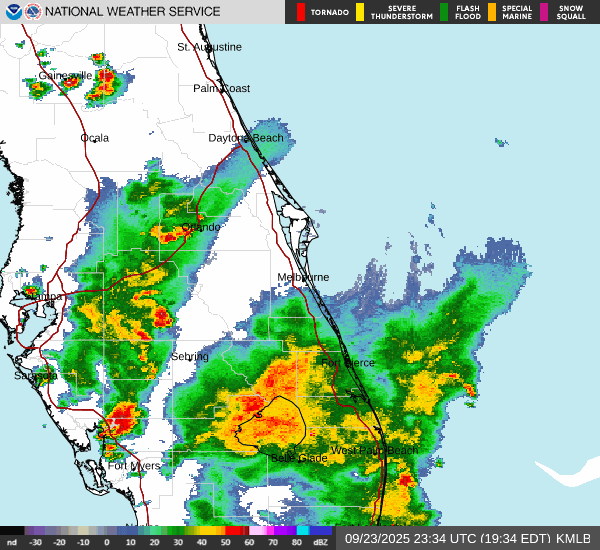 NATIONAL WEATHER SERVICE
TORNADO
SEVERE THUNDERSTORM
FLASH FLOOD
SPECIAL MARINE
SNOW SQUALL
St. Augustine
Gainesville
Palm Coast
Ocala
Daytona Beach
Orlando
Melbourne
Tampa
Sebring
Fort Pierce
Sarasota
West Palm Beach
Belle Glade
Fort Myers
nd -30 -20 -10 0 10 20 30 40 50 60 70 80 dBZ
09/23/2025 23:34 UTC (19:34 EDT) KMLB